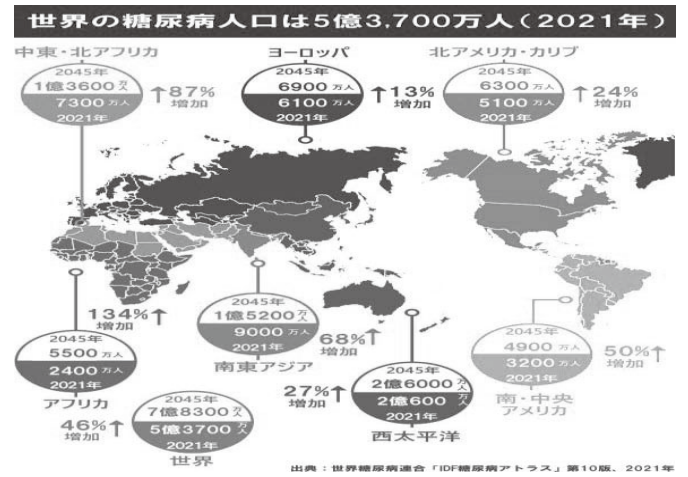 世界の糖尿病人口は5億3,700万人（2021年）
中東・北アフリカ
2045年
1億3600万人
7300万人
2021年
↑87%
増加
ヨーロッパ
2045年
6900万人
6100万人
2021年
↑13%
増加
北アメリカ・カリブ
2045年
6300万人
5100万人
2021年
↑24%
増加
134%↑
増加
2045年
5500万人
2400万人
2021年
アフリカ
2045年
1億5200万人
9000万人
2021年
南東アジア
68%↑
増加
27%↑
増加
2045年
2億6000万人
2億600万人
2021年
西太平洋
2045年
4900万人
3200万人
2021年
南・中央
アメリカ
50%↑
増加
46%↑
増加
2045年
7億8300万人
5億3700万人
2021年
世界
出典：世界糖尿病連合「IDF糖尿病アトラス」第10版、2021年